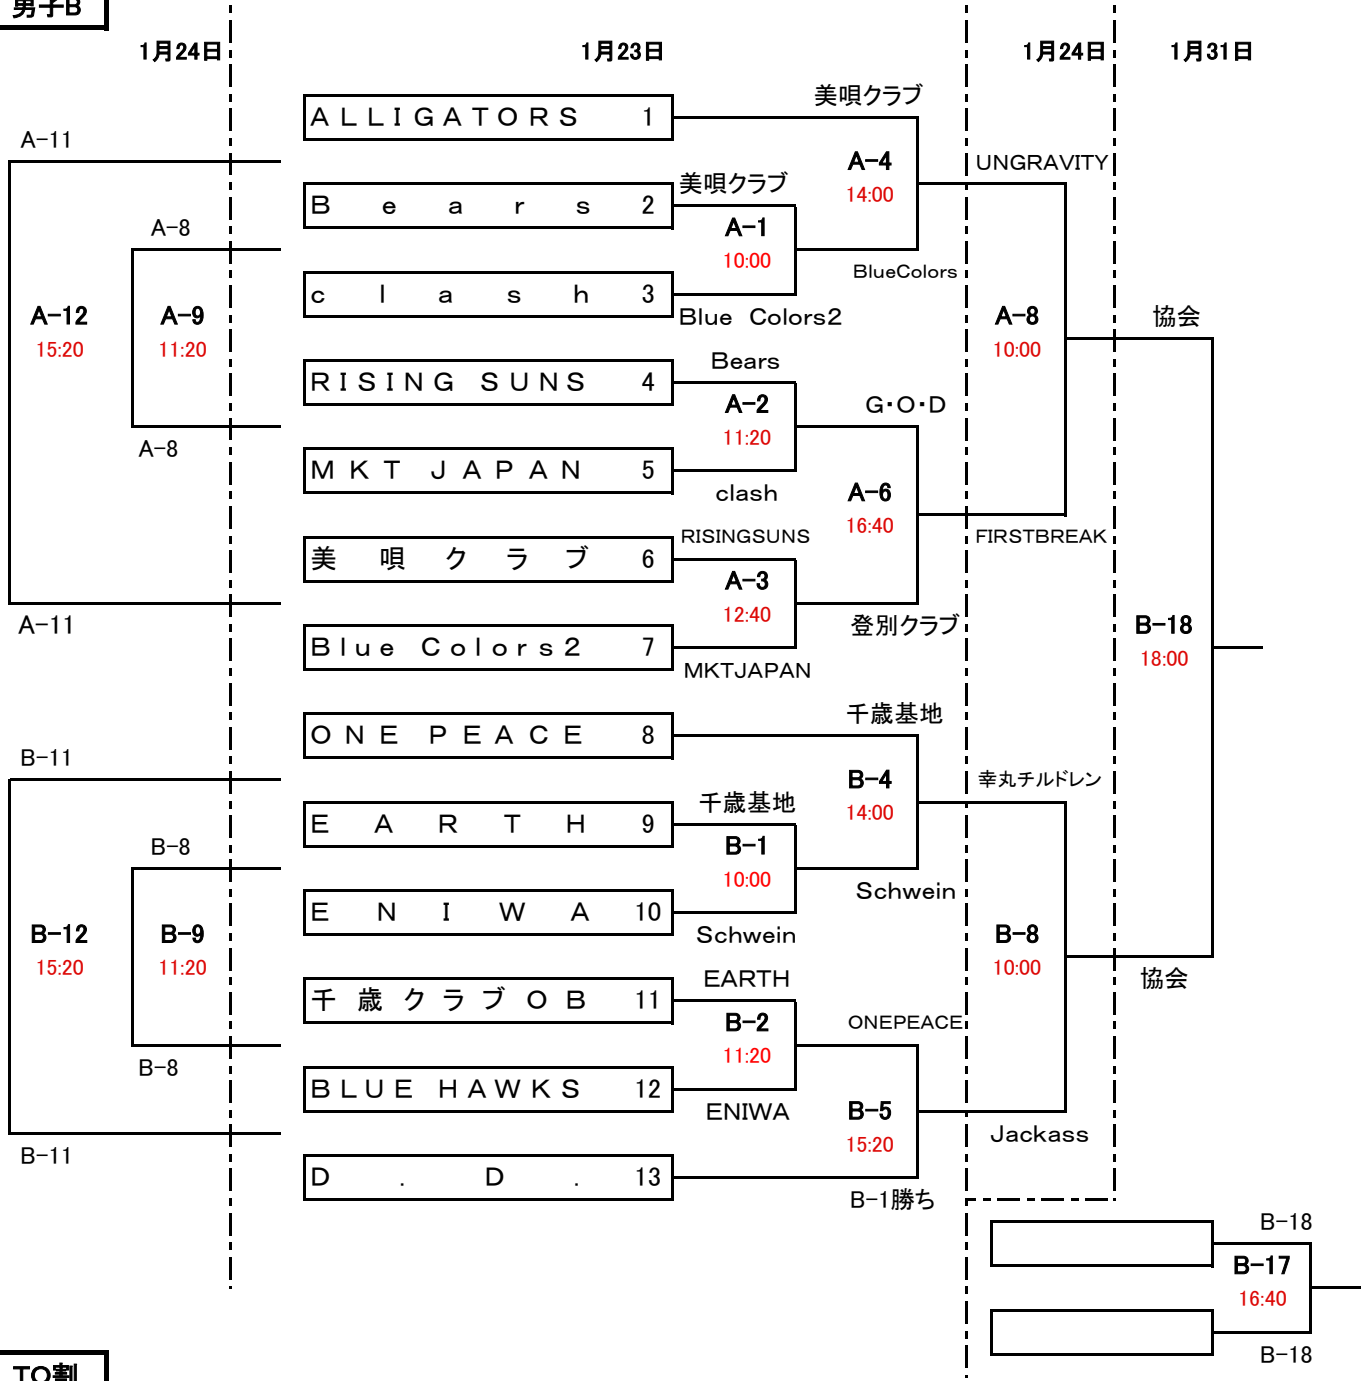 男子B
1月24日 1月23日 1月24日 1月31日
美唄クラブ
ALLIGATORS 1
A-11
A-4
UNGRAVITY
美唄クラブ
14:00
Bears 2
A-8
A-1
10:00
BlueColors
clash 3
Blue Colors2
A-12 A-9 A-8 協会
15:20 11:20 10:00
Bears
RISING SUNS 4
A-2 G・O・D
11:20
A-8
MKT JAPAN 5
clash A-6
16:40
RISINGSUNS FIRSTBREAK
美唄クラブ 6
A-3
12:40
A-11 登別クラブ B-18
Blue Colors2 7
18:00
MKTJAPAN
千歳基地
ONE PEACE 8
B-11
B-4 幸丸チルドレン
千歳基地 14:00
EARTH 9
B-8 B-1
10:00
Schwein
ENIWA 10
Schwein
B-12 B-9 B-8
15:20 11:20 10:00
EARTH 協会
千歳クラブOB 11
B-2 ONEPEACE
11:20
B-8
BLUE HAWKS 12
ENIWA B-5
Jackass
15:20
B-11
D.D. 13
B-1勝ち
B-18
B-17
16:40
B-18
TO割